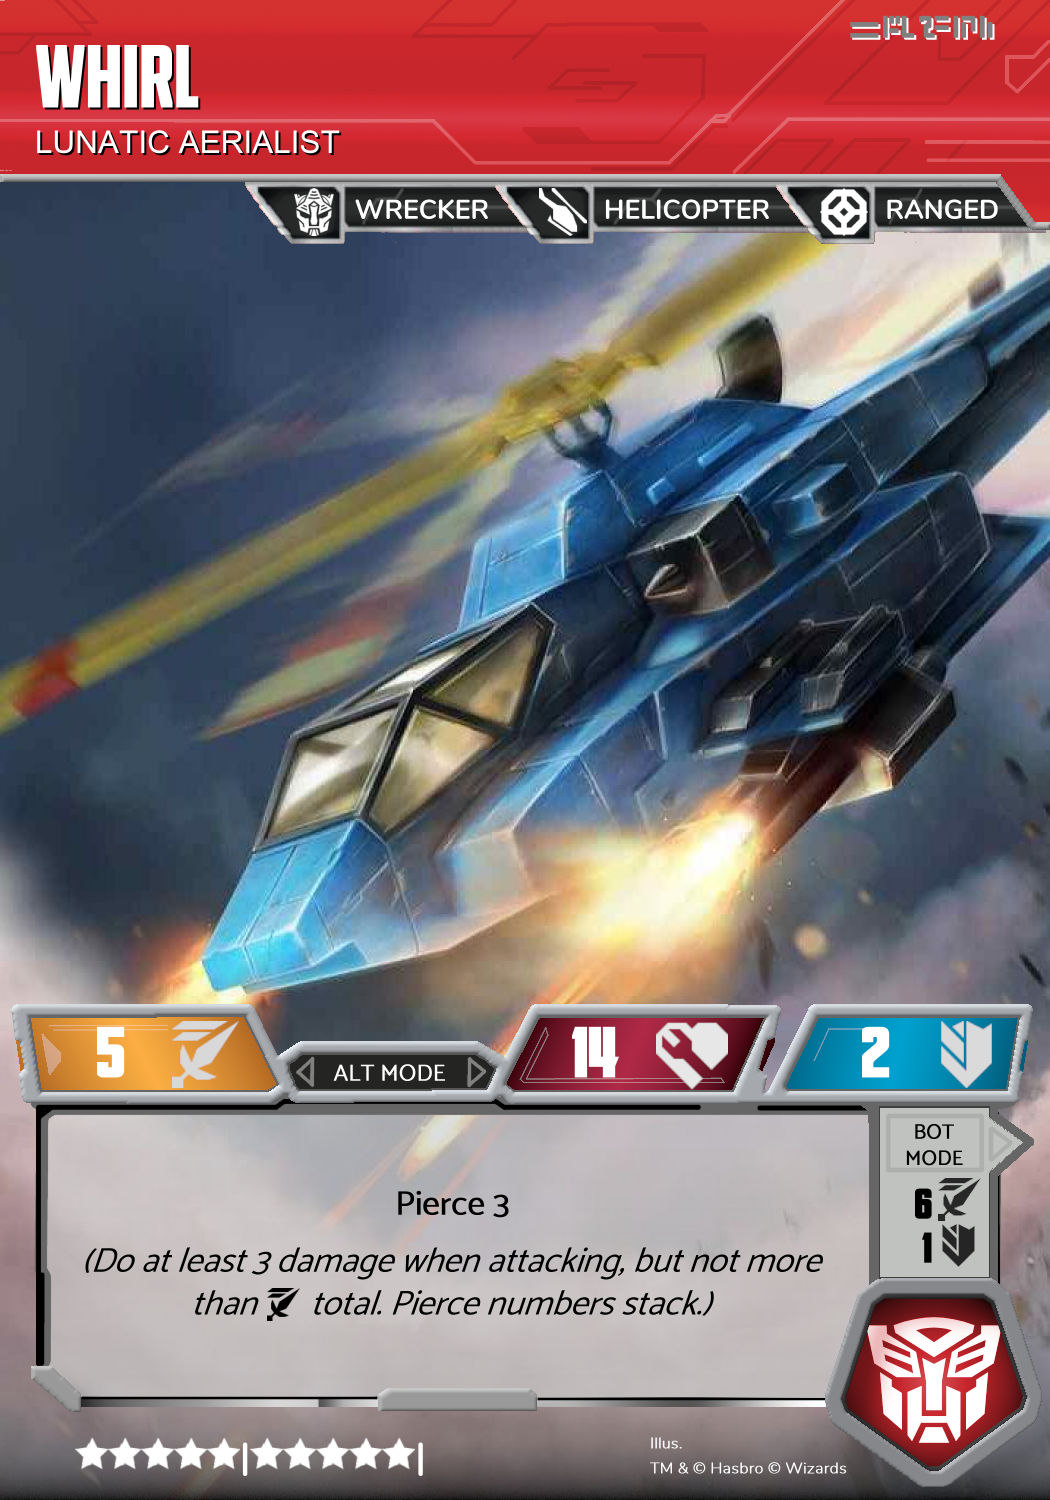 WHIRL
LUNATIC AERIALIST
WRECKER HELICOPTER RANGED
5 14 2
ALT MODE
BOT
MODE
6
1
Pierce 3
(Do at least 3 damage when attacking, but not more
than total. Pierce numbers stack.)
Illus.
TM & © Hasbro © Wizards